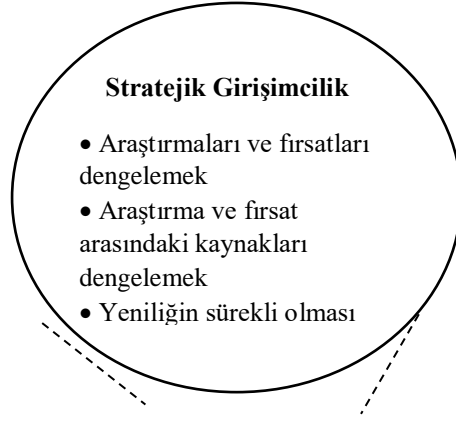 Stratejik Girişimcilik
• Araştırmaları ve fırsatları
dengelemek
• Araştırma ve fırsat
arasındaki kaynakları
dengelemek
• Yeniliğin sürekli olması